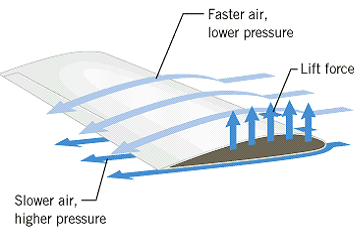 Faster air,
lower pressure
Lift force
Slower air,
higher pressure